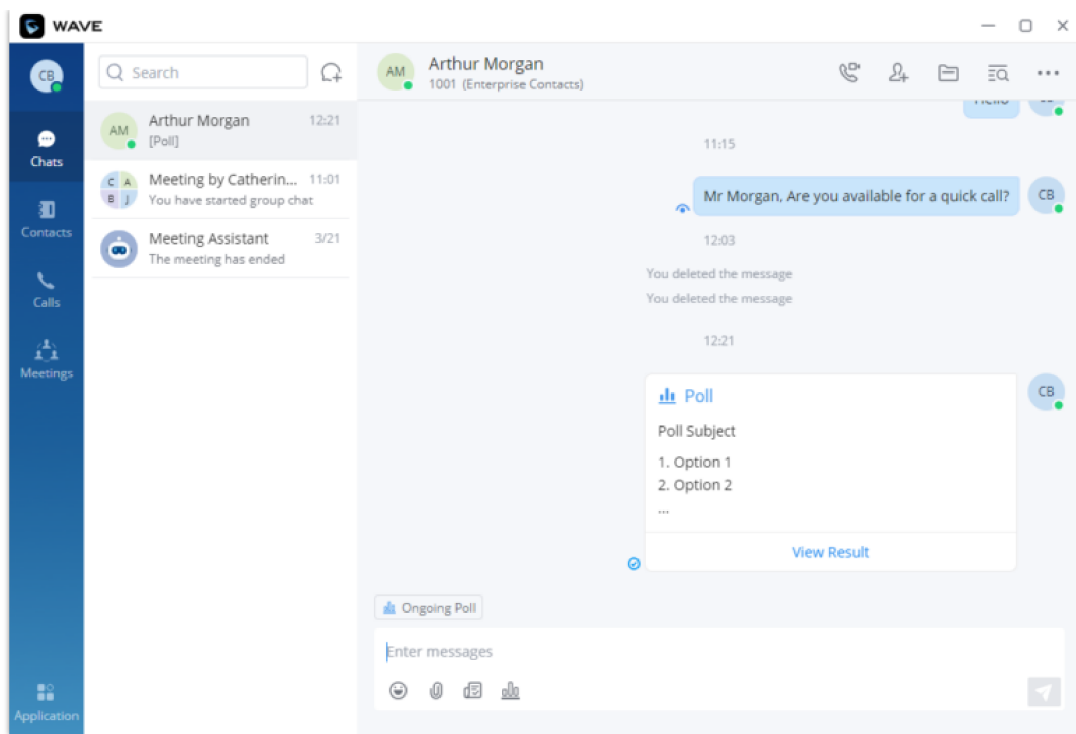 WAVE
CB
Chats
Contacts
Calls
Meetings
Application
Search
AM
Arthur Morgan
12:21
[Poll]
C A
B J
Meeting by Catherin...
11:01
You have started group chat
Meeting Assistant
3/21
The meeting has ended
AM
Arthur Morgan
1001 (Enterprise Contacts)
11:15
Mr Morgan, Are you available for a quick call?
CB
12:03
You deleted the message
You deleted the message
12:21
Poll
CB
Poll Subject
1. Option 1
2. Option 2
...
View Result
Ongoing Poll
Enter messages